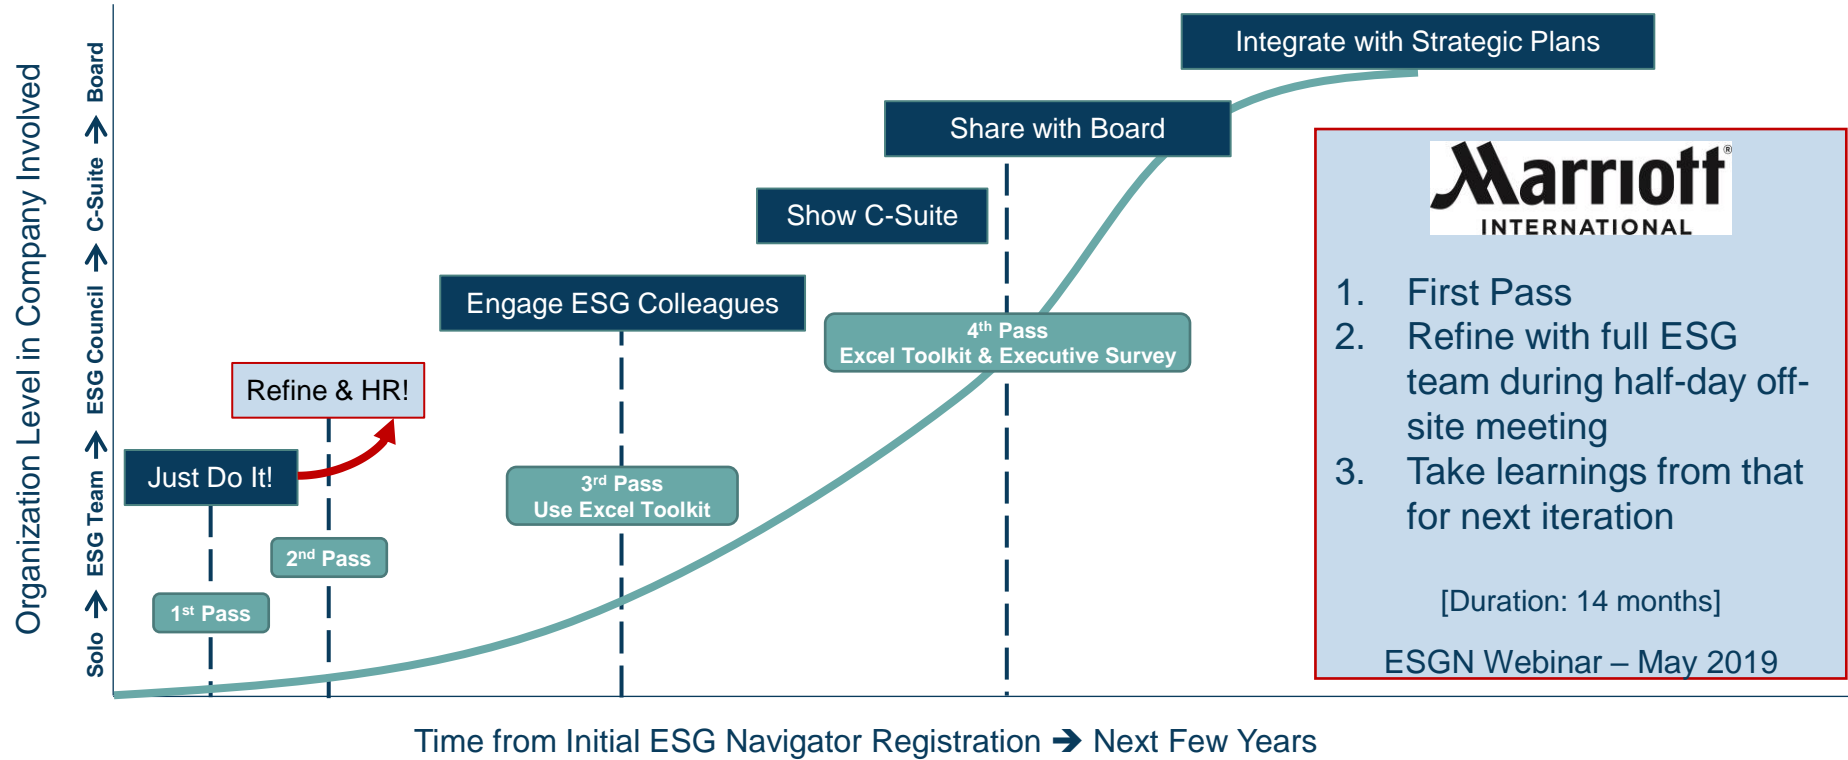 Integrate with Strategic Plans
Share with Board
Show C-Suite
Engage ESG Colleagues
Refine & HR!
Just Do It!
1st Pass
2nd Pass
3rd Pass
Use Excel Toolkit
4th Pass
Excel Toolkit & Executive Survey
Organization Level in Company Involved
Solo → ESG Team → ESG Council → C-Suite → Board
Time from Initial ESG Navigator Registration → Next Few Years
Marriott®
INTERNATIONAL
1. First Pass
2. Refine with full ESG
team during half-day off-
site meeting
3. Take learnings from that
for next iteration
[Duration: 14 months]
ESGN Webinar – May 2019